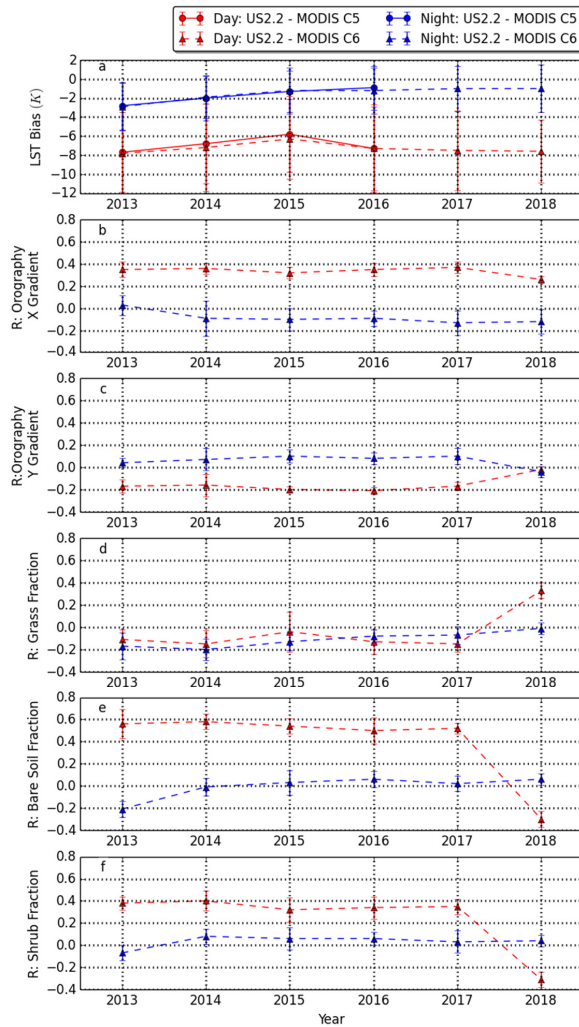 Day: US2.2 - MODIS C5
Night: US2.2 - MODIS C5
Day: US2.2 - MODIS C6
Night: US2.2 - MODIS C6
a
LST Bias (K)
2
0
−2
−4
−6
−8
−10
−12
2013 2014 2015 2016 2017 2018
b
R: Orography
X Gradient
0.8
0.6
0.4
0.2
0.0
−0.2
−0.4
2013 2014 2015 2016 2017 2018
c
R:Orography
Y Gradient
0.8
0.6
0.4
0.2
0.0
−0.2
−0.4
2013 2014 2015 2016 2017 2018
d
R: Grass Fraction
0.8
0.6
0.4
0.2
0.0
−0.2
−0.4
2013 2014 2015 2016 2017 2018
e
R: Bare Soil Fraction
0.8
0.6
0.4
0.2
0.0
−0.2
−0.4
2013 2014 2015 2016 2017 2018
f
R: Shrub Fraction
0.8
0.6
0.4
0.2
0.0
−0.2
−0.4
2013 2014 2015 2016 2017 2018
Year